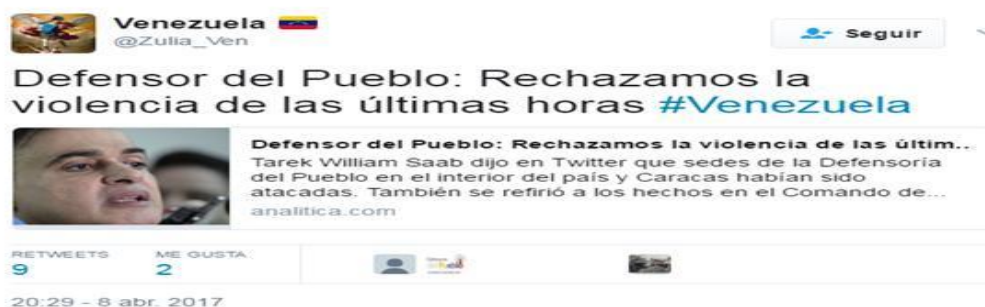 Venezuela
@Zulia_Ven
Seguir
Defensor del Pueblo: Rechazamos la
violencia de las últimas horas #Venezuela
Defensor del Pueblo: Rechazamos la violencia de las últim..
Tarek William Saab dijo en Twitter que sedes de la Defensoría
del Pueblo en el interior del país y Caracas habían sido
atacadas. También se refirió a los hechos en el Comando de...
analitica.com
RETWEETS ME GUSTA
9 2
20:29 - 8 abr. 2017